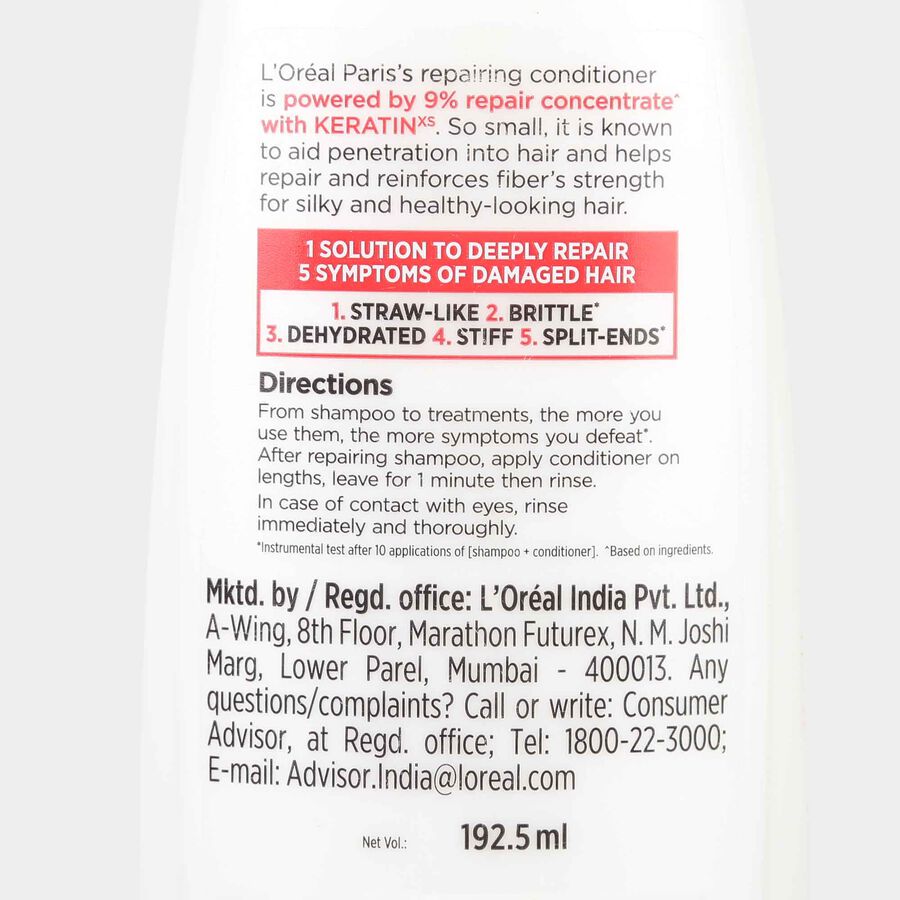 L'Oréal Paris's repairing conditioner
is powered by 9% repair concentrate^
with KERATINXS. So small, it is known
to aid penetration into hair and helps
repair and reinforces fiber's strength
for silky and healthy-looking hair.
1 SOLUTION TO DEEPLY REPAIR
5 SYMPTOMS OF DAMAGED HAIR
1. STRAW-LIKE 2. BRITTLE*
3. DEHYDRATED 4. STIFF 5. SPLIT-ENDS*
Directions
From shampoo to treatments, the more you
use them, the more symptoms you defeat*.
After repairing shampoo, apply conditioner on
lengths, leave for 1 minute then rinse.
In case of contact with eyes, rinse
immediately and thoroughly.
*Instrumental test after 10 applications of [shampoo + conditioner]. ^Based on ingredients.
Mktd. by / Regd. office: L'Oréal India Pvt. Ltd.,
A-Wing, 8th Floor, Marathon Futurex, N. M. Joshi
Marg, Lower Parel, Mumbai - 400013. Any
questions/complaints? Call or write: Consumer
Advisor, at Regd. office; Tel: 1800-22-3000;
E-mail: Advisor.India@loreal.com
Net Vol.: 192.5 ml